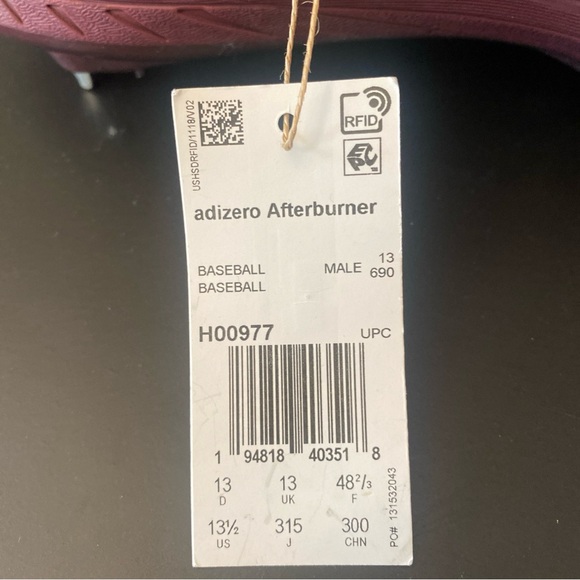 USHSDRFID/1118/V02
RFID
EPC
adizero Afterburner
BASEBALL MALE 13
BASEBALL 690
H00977 UPC
1 94818 40351 8
13 13 48²/₃
D UK F
13½ 315 300
US J CHN
PO# 131532043